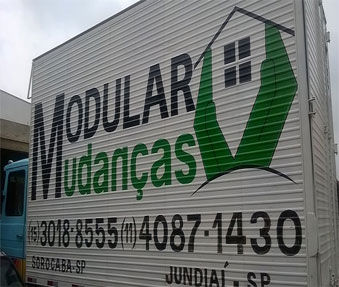 MODULAR
Mudanças
(15) 3018-8555 (11) 4087-1430
SOROCABA-SP
JUNDIAÍ - SP